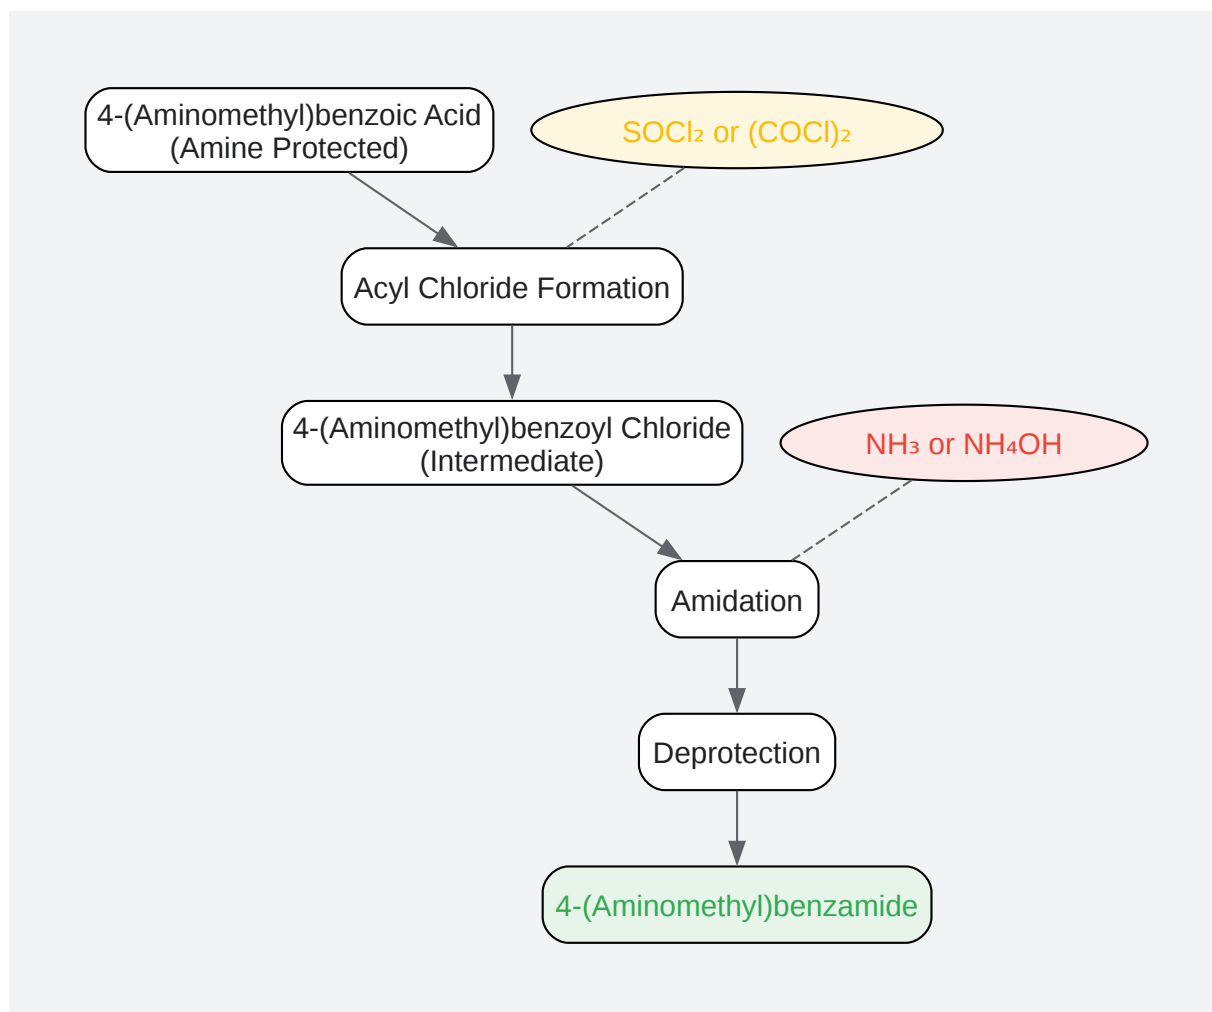 4-(Aminomethyl)benzoic Acid
(Amine Protected)
SOCl₂ or (COCl)₂
Acyl Chloride Formation
4-(Aminomethyl)benzoyl Chloride
(Intermediate)
NH₃ or NH₄OH
Amidation
Deprotection
4-(Aminomethyl)benzamide